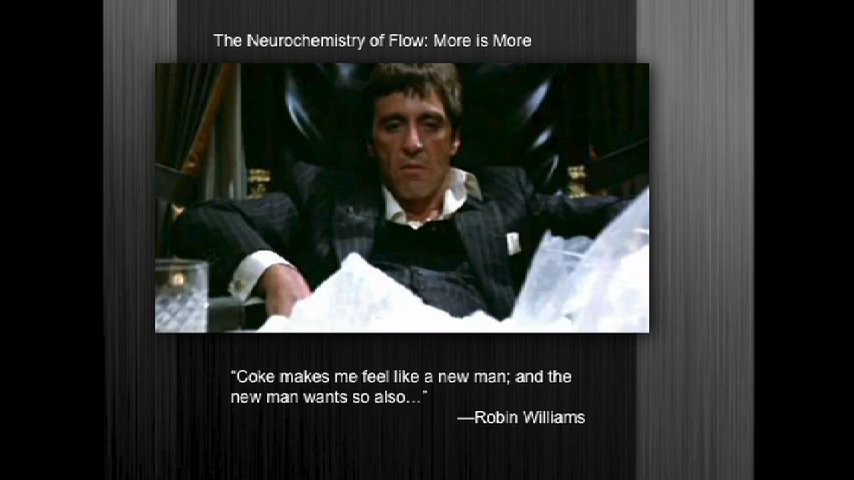 The Neurochemistry of Flow: More is More
“Coke makes me feel like a new man; and the
new man wants so also…”
—Robin Williams